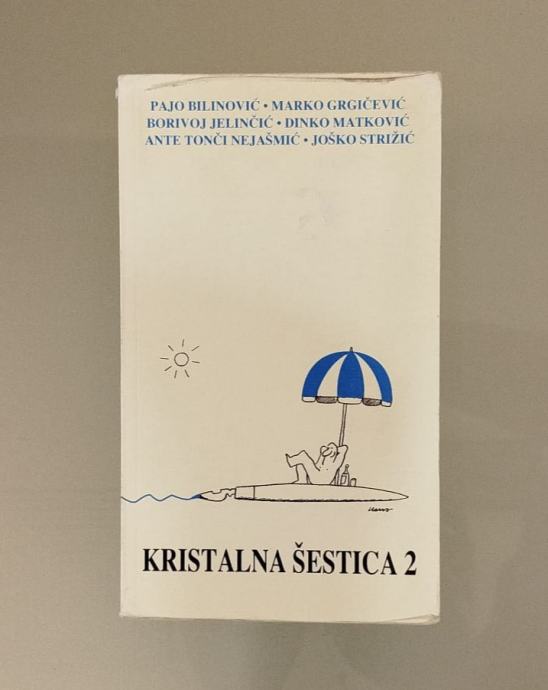 PAJO BILINOVIĆ • MARKO GRGIČEVIĆ
BORIVOJ JELINČIĆ • DINKO MATKOVIĆ
ANTE TONČI NEJAŠMIĆ • JOŠKO STRIŽIĆ
KRISTALNA ŠESTICA 2